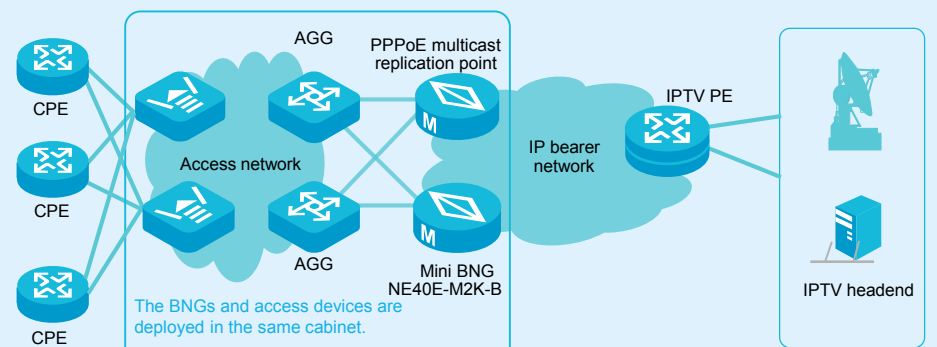 AGG
PPPoE multicast
replication point
CPE
IPTV PE
Access network
IP bearer
network
M
CPE
M
AGG
Mini BNG
NE40E-M2K-B
IPTV headend
The BNGs and access devices are
deployed in the same cabinet.
CPE